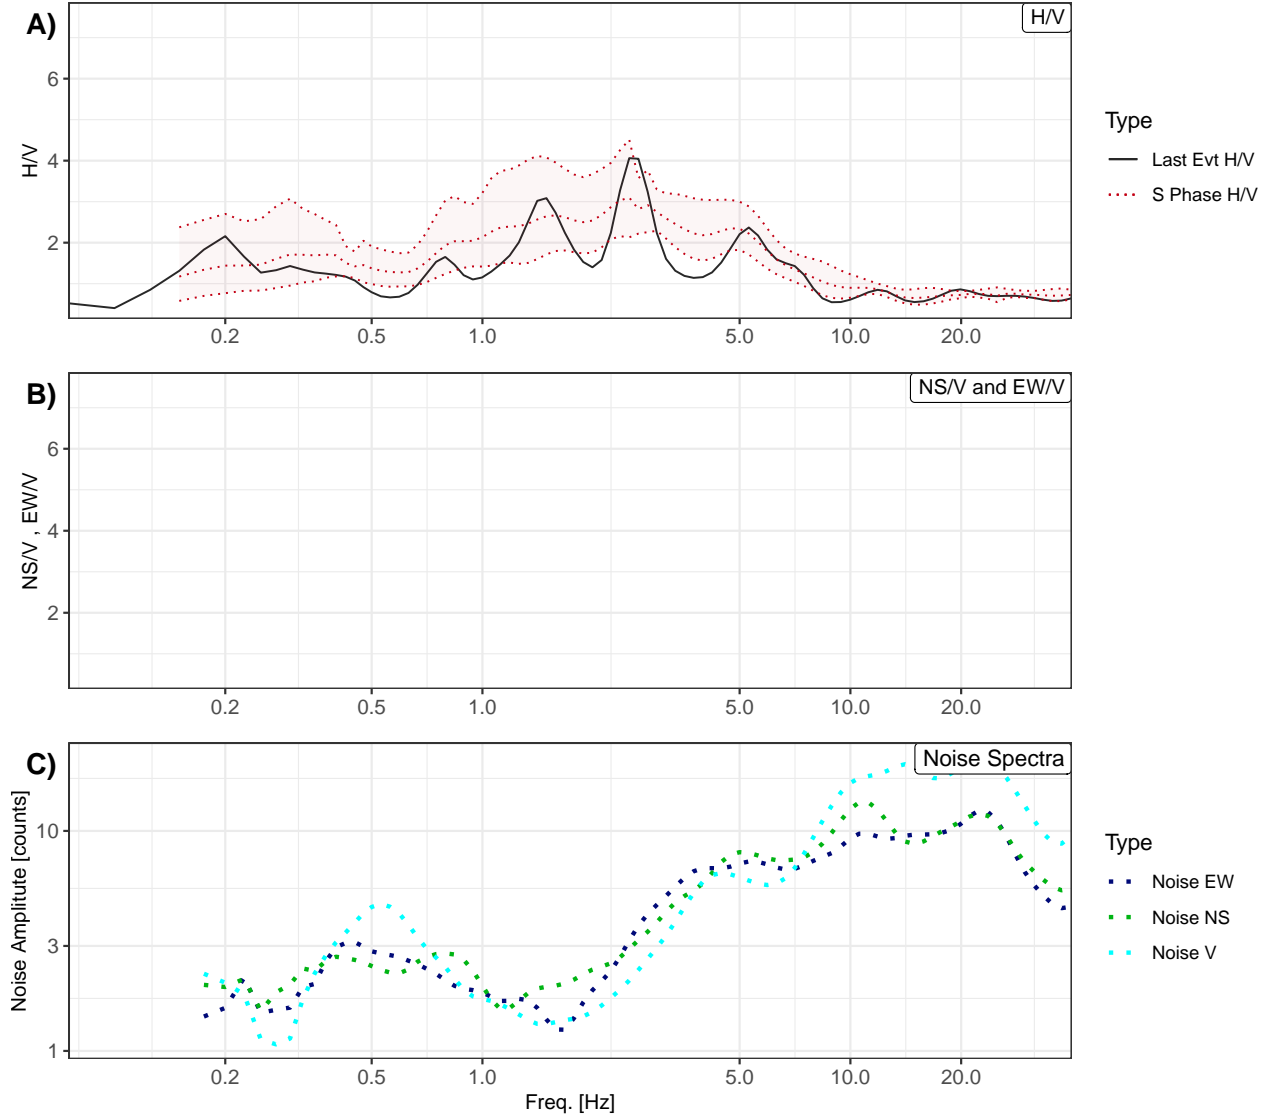 A)
H/V
6
4
2
H/V
0.2 0.5 1.0 5.0 10.0 20.0
Type
Last Evt H/V
S Phase H/V
B)
NS/V and EW/V
6
4
2
NS/V , EW/V
0.2 0.5 1.0 5.0 10.0 20.0
C)
Noise Spectra
10
3
1
Noise Amplitute [counts]
0.2 0.5 1.0 5.0 10.0 20.0
Freq. [Hz]
Type
Noise EW
Noise NS
Noise V